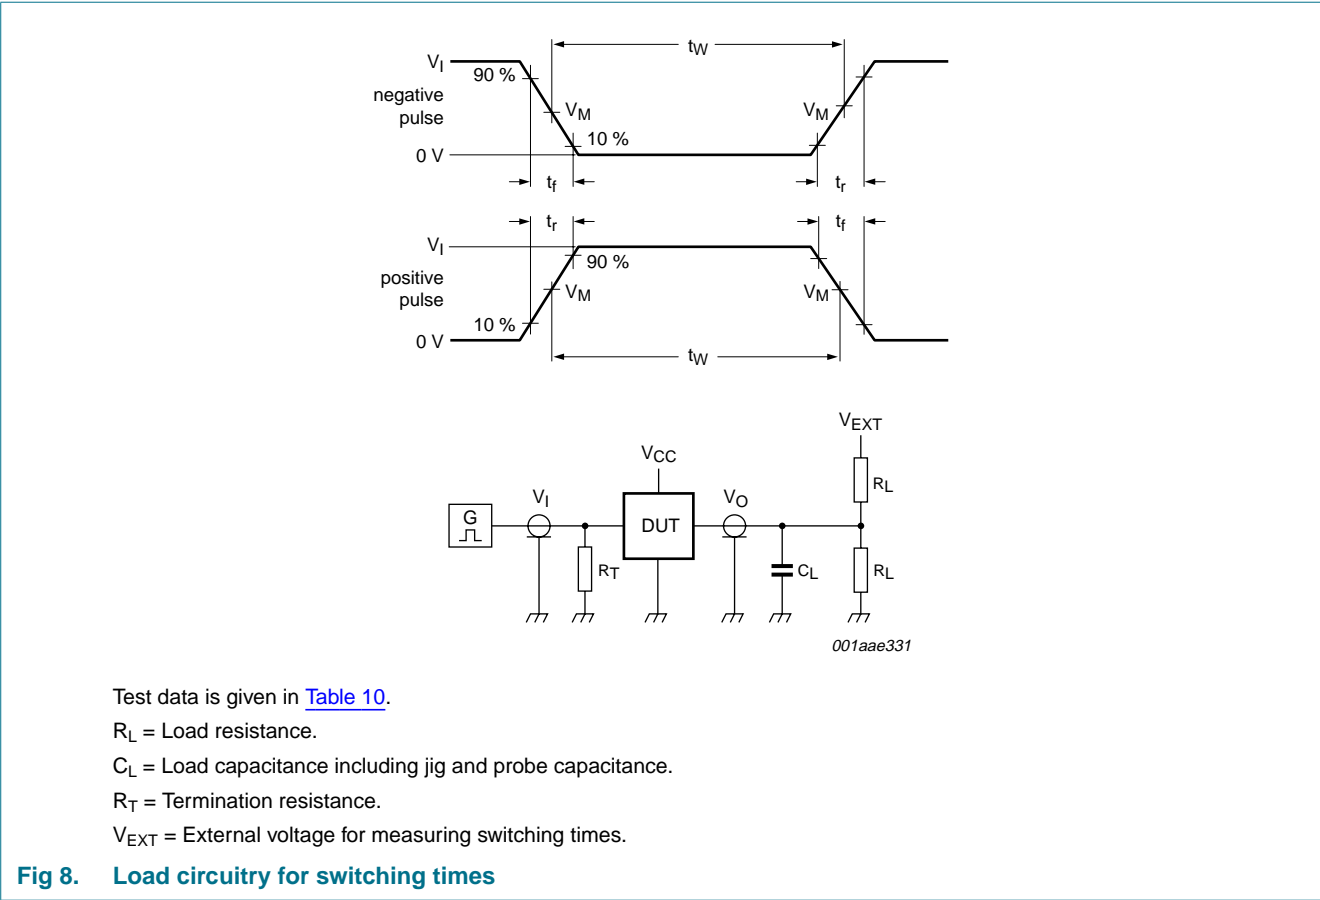 tW
VI
90 %
negative
pulse
VM
VM
10 %
0 V
tf
tr
tr
tf
VI
90 %
positive
pulse
VM
VM
10 %
0 V
tW
VEXT
VCC
RL
VI
VO
G
DUT
RT
CL
RL
001aae331
Test data is given in Table 10.
RL = Load resistance.
CL = Load capacitance including jig and probe capacitance.
RT = Termination resistance.
VEXT = External voltage for measuring switching times.
Fig 8. Load circuitry for switching times